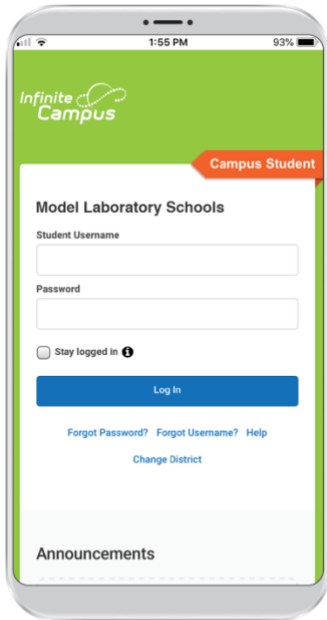 1:55 PM 93%
Infinite
Campus
Campus Student
Model Laboratory Schools
Student Username
Password
Stay logged in
Log In
Forgot Password? Forgot Username? Help
Change District
Announcements